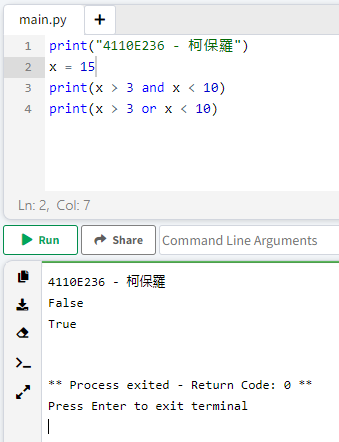 main.py
+
1 print("4110E236 - 柯保羅")
2 x = 15
3 print(x > 3 and x < 10)
4 print(x > 3 or x < 10)
Ln: 2, Col: 7
Run Share Command Line Arguments
4110E236 - 柯保羅
False
True
** Process exited - Return Code: 0 **
Press Enter to exit terminal